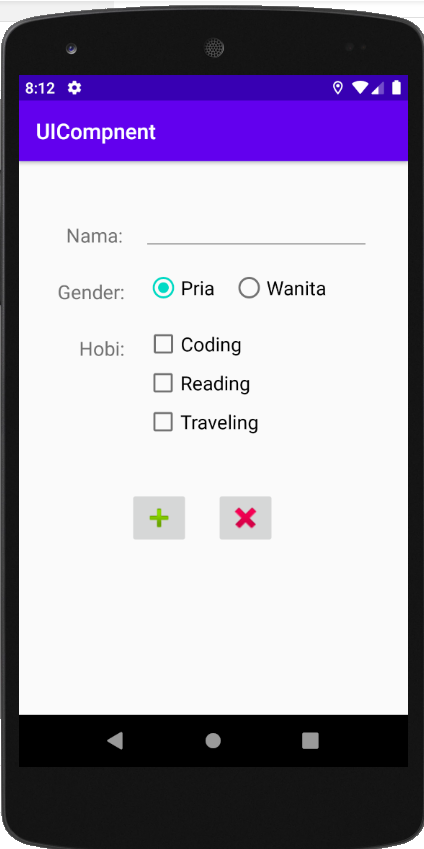 8:12
UICompnent
Nama:
Gender: Pria Wanita
Hobi: Coding
Reading
Traveling